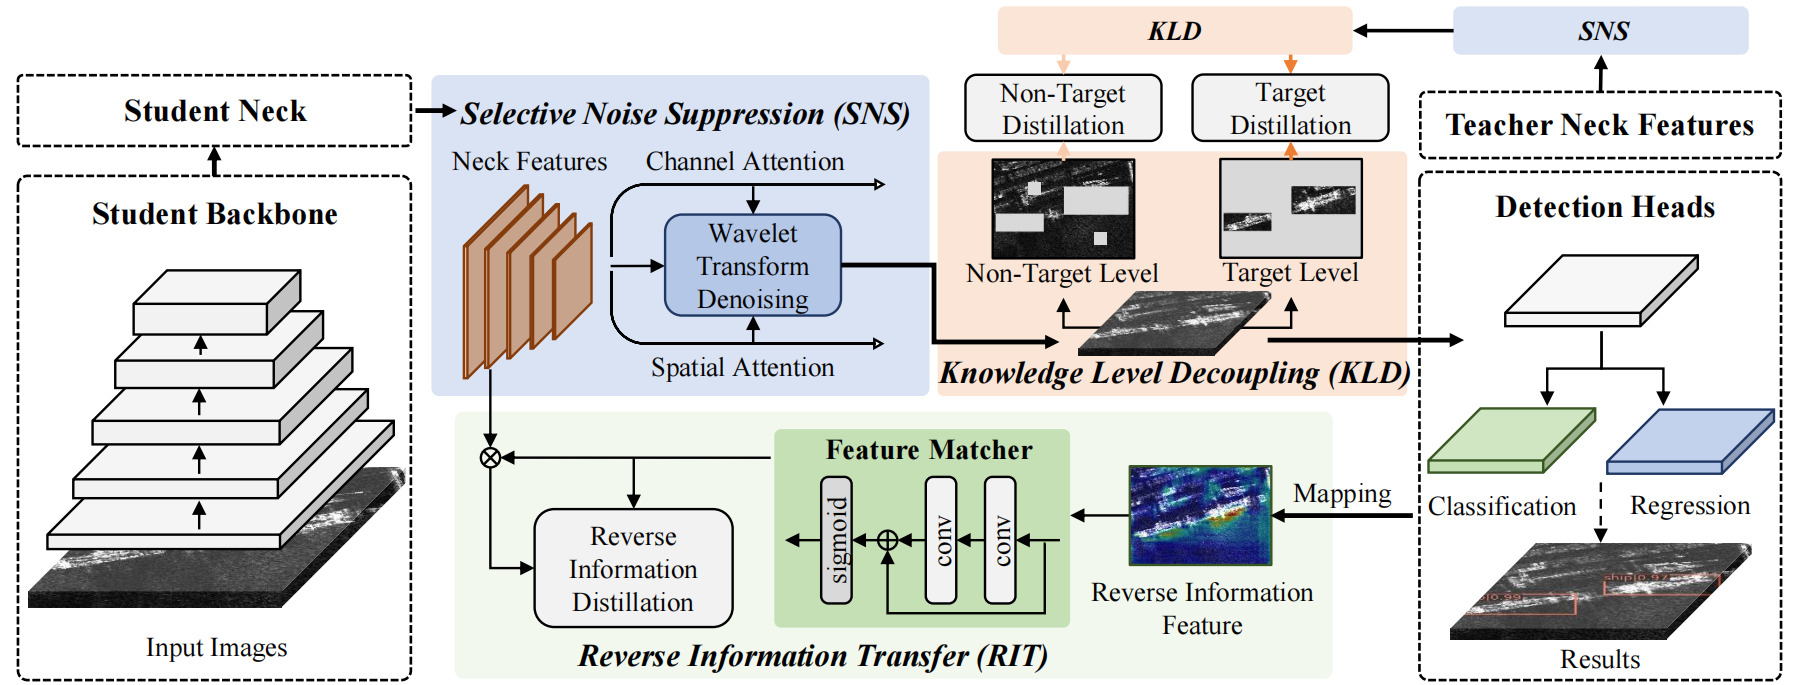 KLD
SNS
Student Neck
Selective Noise Suppression (SNS)
Non-Target
Distillation
Target
Distillation
Teacher Neck Features
Neck Features
Channel Attention
Student Backbone
Wavelet
Transform
Denoising
Spatial Attention
Non-Target Level
Target Level
Knowledge Level Decoupling (KLD)
Detection Heads
Classification
Regression
Feature Matcher
sigmoid
conv
conv
Mapping
Reverse Information
Feature
Reverse
Information
Distillation
Reverse Information Transfer (RIT)
Input Images
Results